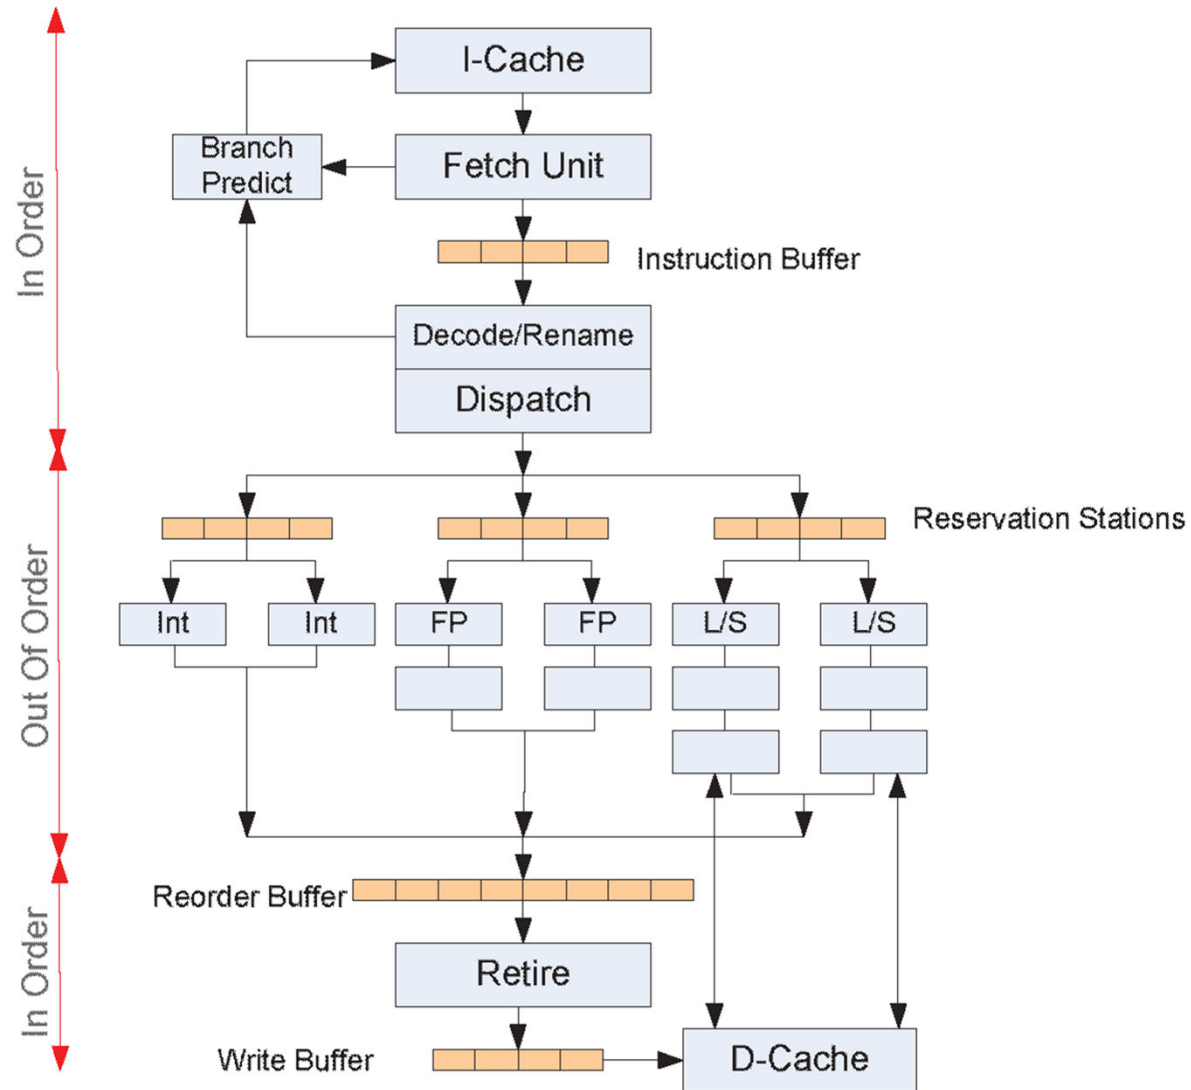 I-Cache
Branch
Predict
Fetch Unit
In Order
Instruction Buffer
Decode/Rename
Dispatch
Reservation Stations
Out Of Order
Int
Int
FP
FP
L/S
L/S
Reorder Buffer
In Order
Retire
Write Buffer
D-Cache